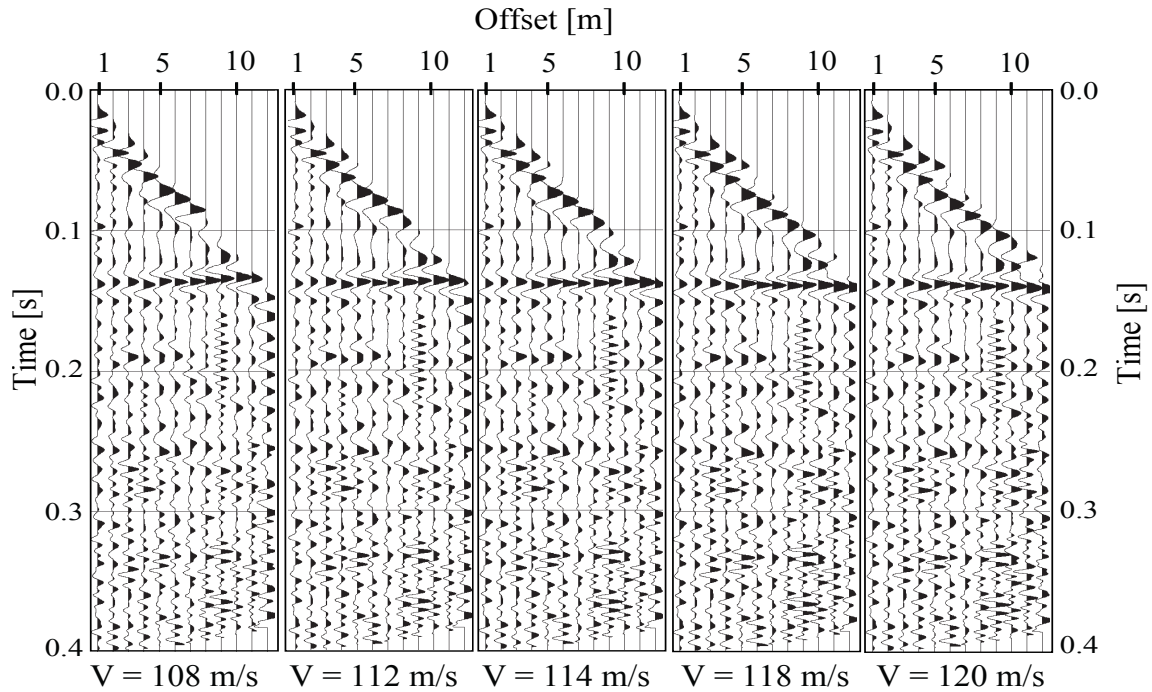 Offset [m]
1 5 10 1 5 10 1 5 10 1 5 10 1 5 10
0.0 0.0
0.1 0.1
Time [s] Time [s]
0.2 0.2
0.3 0.3
0.4 0.4
V = 108 m/s V = 112 m/s V = 114 m/s V = 118 m/s V = 120 m/s